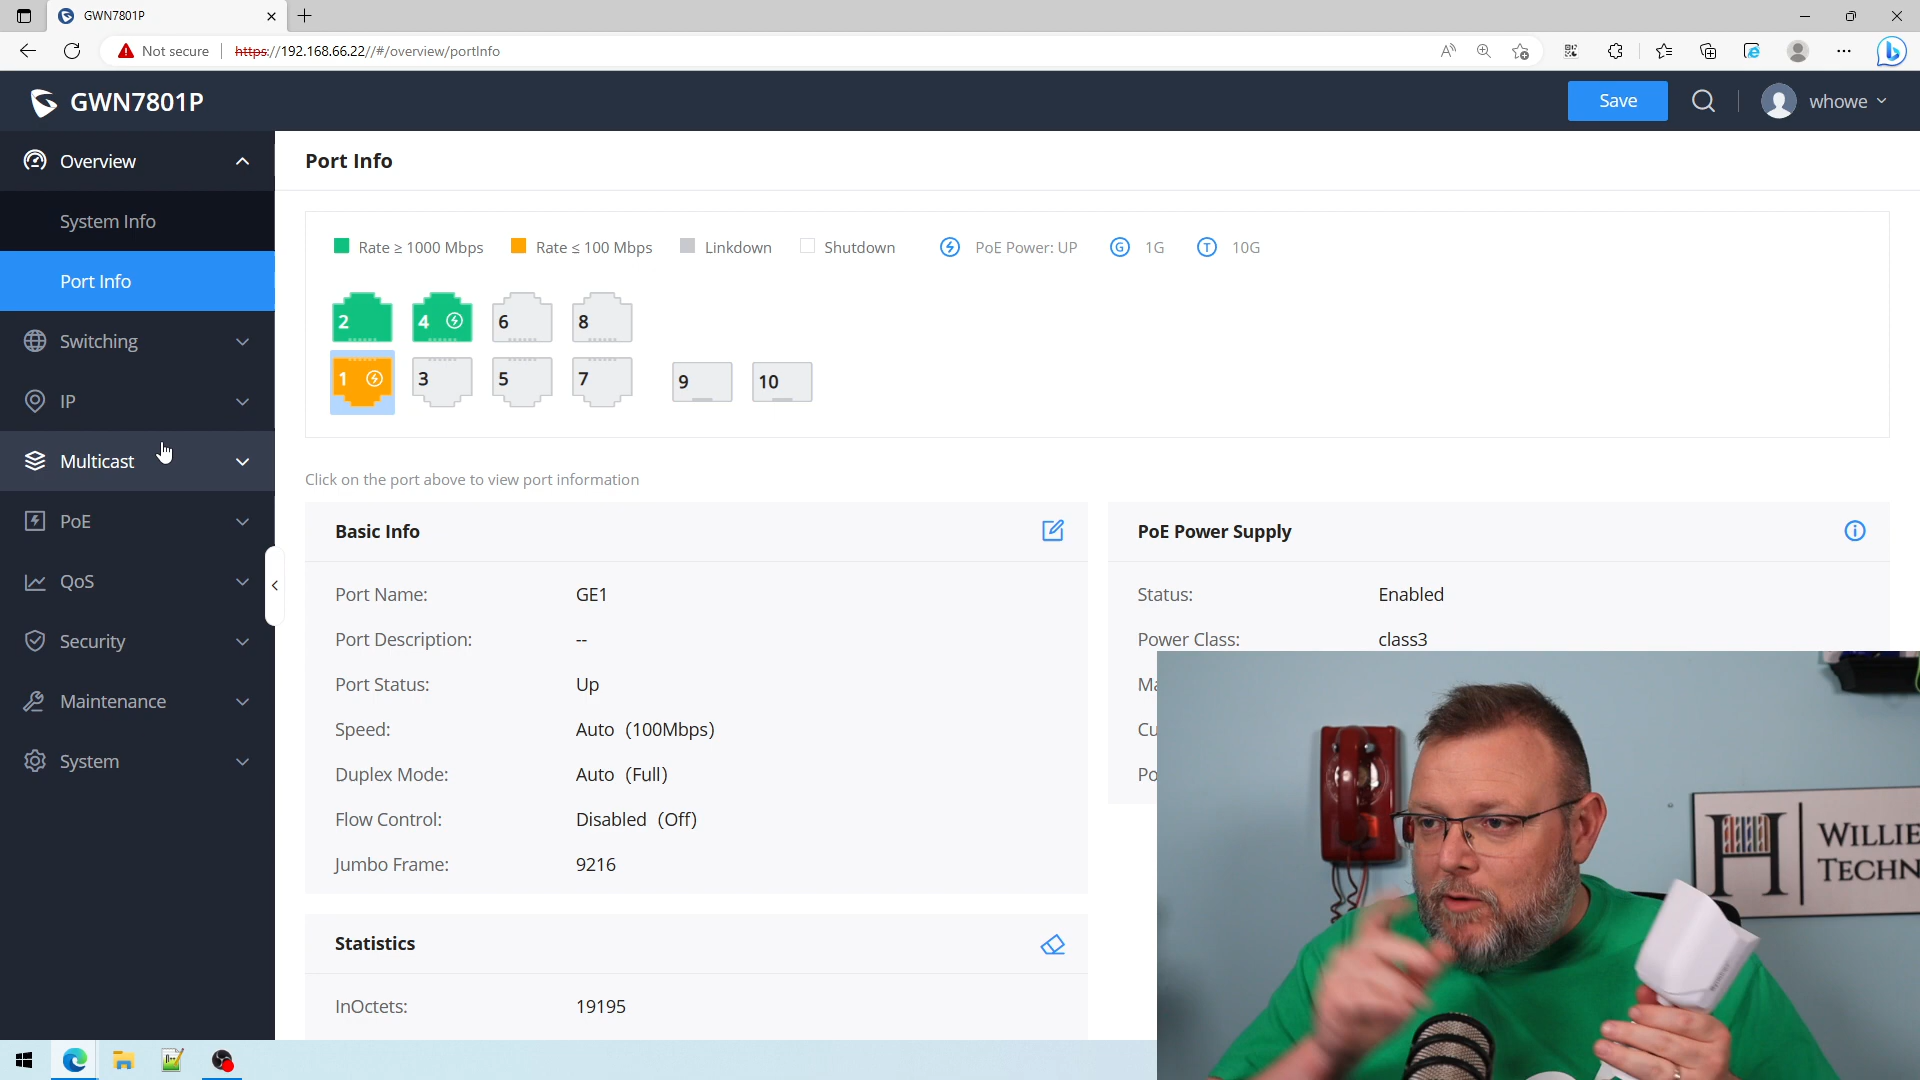 GWN7801P
Not secure
https://192.168.66.22//#/overview/portInfo
GWN7801P
Save
whowe
Overview
System Info
Port Info
Switching
IP
Multicast
PoE
QoS
Security
Maintenance
System
Port Info
Rate ≥ 1000 Mbps
Rate ≤ 100 Mbps
Linkdown
Shutdown
PoE Power: UP
G 1G
T 10G
2 4 6 8
1 3 5 7 9 10
Click on the port above to view port information
Basic Info
Port Name: GE1
Port Description: --
Port Status: Up
Speed: Auto (100Mbps)
Duplex Mode: Auto (Full)
Flow Control: Disabled (Off)
Jumbo Frame: 9216
Statistics
InOctets: 19195
PoE Power Supply
Status: Enabled
Power Class: class3
Ma
Cu
Po
WILLIE
TECHN